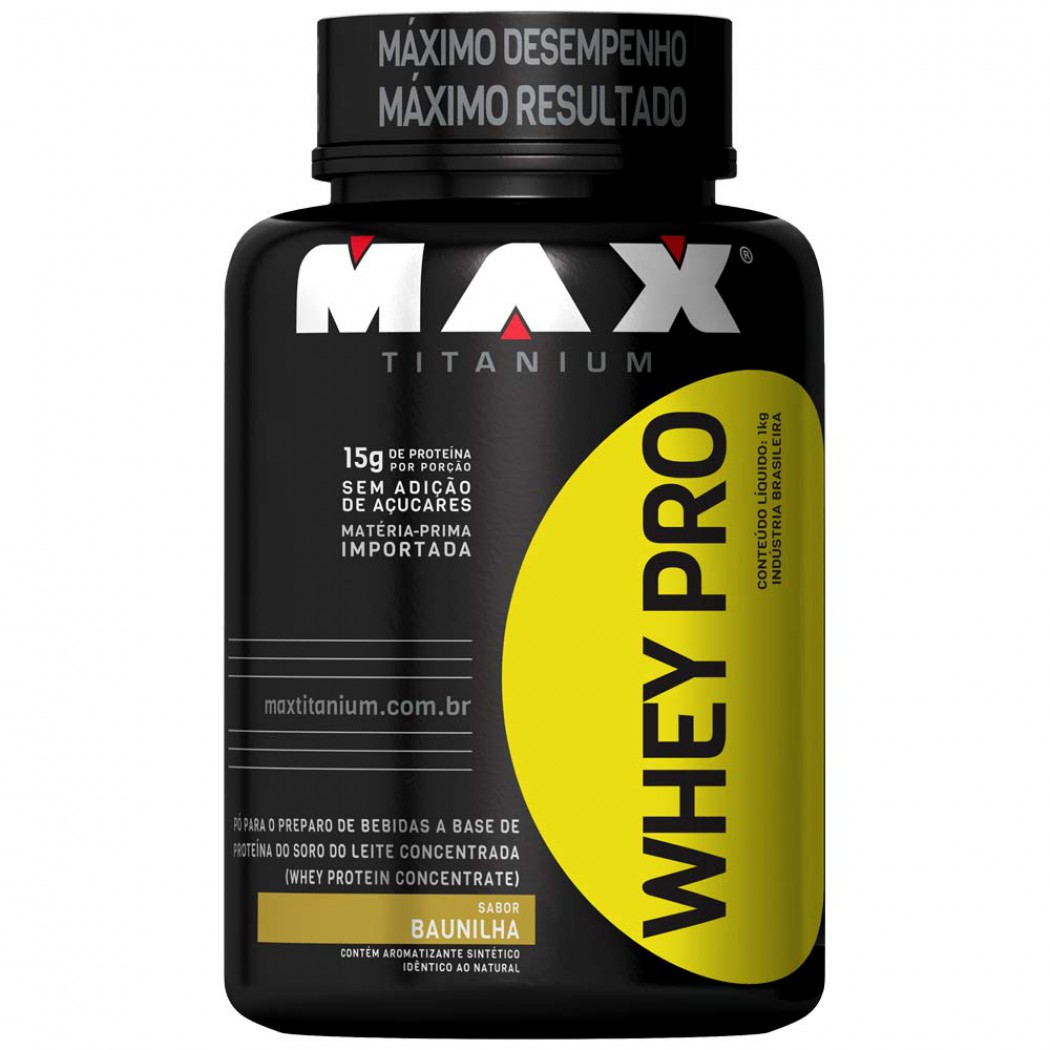 MÁXIMO DESEMPENHO
MÁXIMO RESULTADO
MAX®
TITANIUM
15g DE PROTEÍNA
POR PORÇÃO
SEM ADIÇÃO
DE AÇUCARES
MATÉRIA-PRIMA
IMPORTADA
maxtitanium.com.br
PÓ PARA O PREPARO DE BEBIDAS A BASE DE
PROTEÍNA DO SORO DO LEITE CONCENTRADA
(WHEY PROTEIN CONCENTRATE)
SABOR
BAUNILHA
CONTÉM AROMATIZANTE SINTÉTICO
IDÊNTICO AO NATURAL
WHEY PRO
CONTEÚDO LÍQUIDO: 1kg
INDÚSTRIA BRASILEIRA